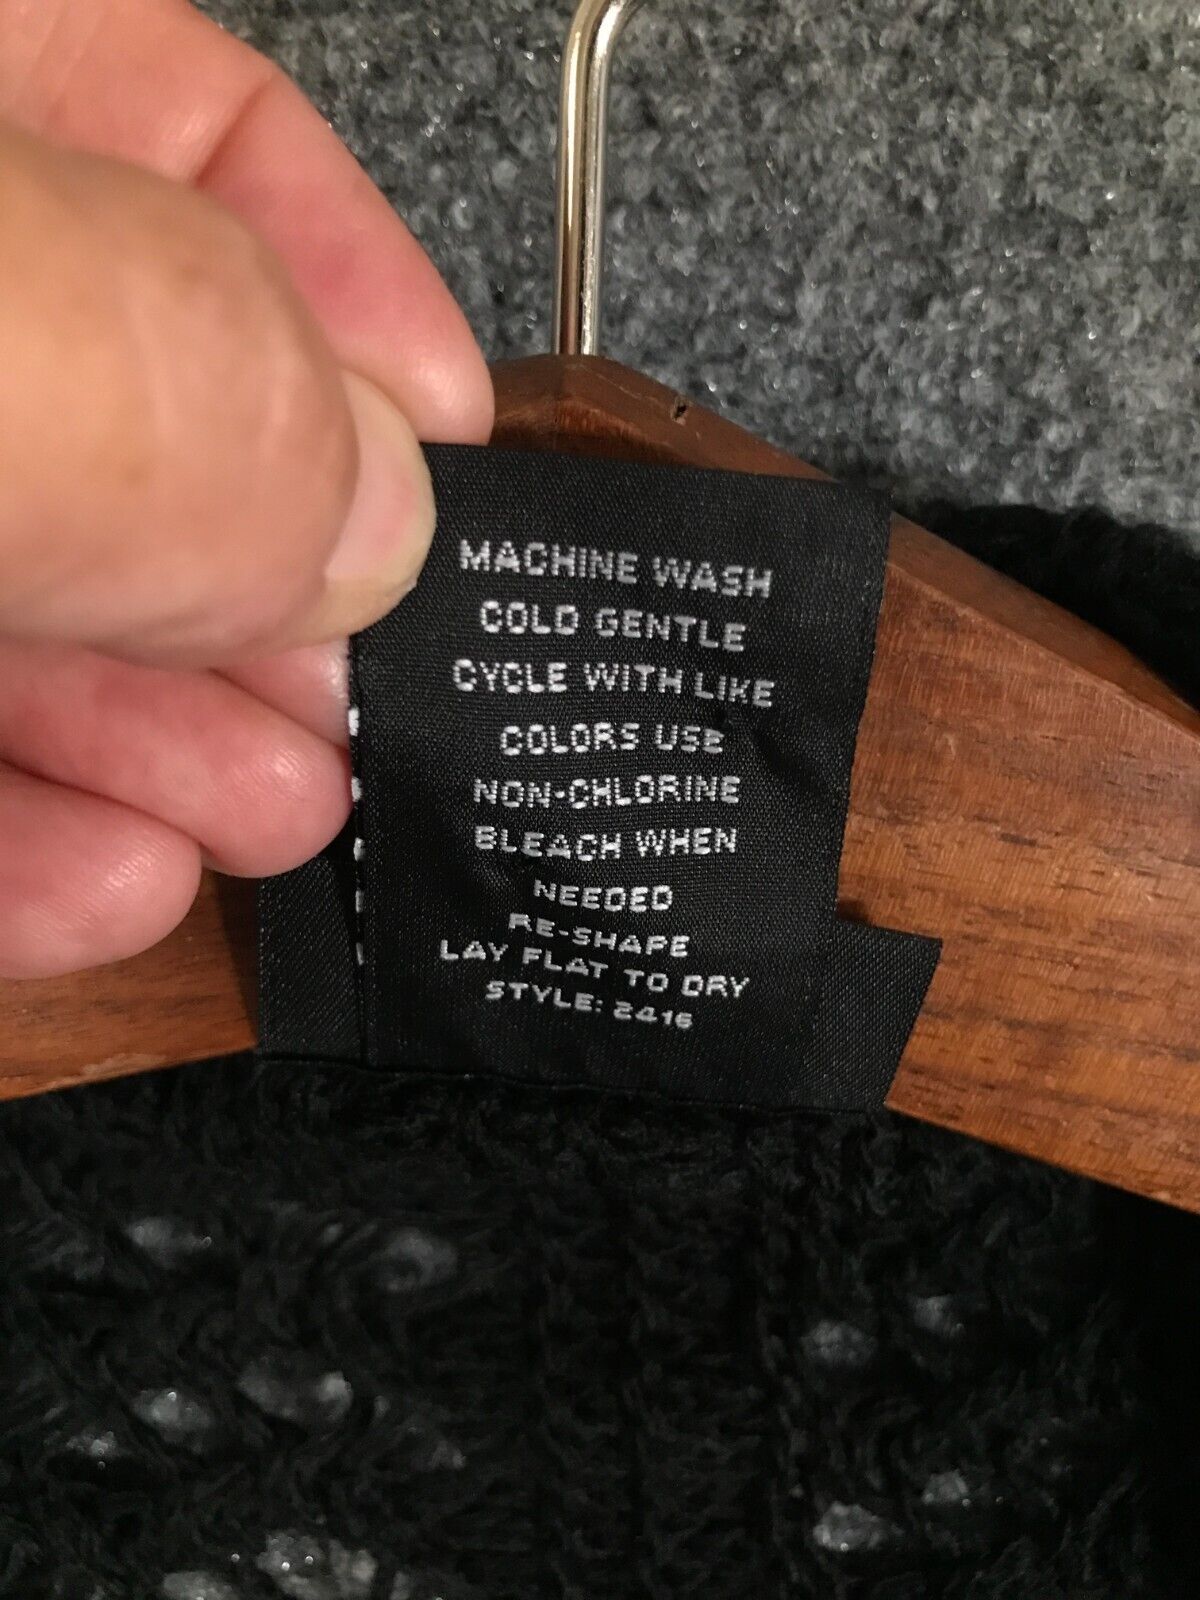 MACHINE WASH
COLD GENTLE
CYCLE WITH LIKE
COLORS USE
NON-CHLORINE
BLEACH WHEN
NEEDED
RE-SHAPE
LAY FLAT TO DRY
STYLE: 2416